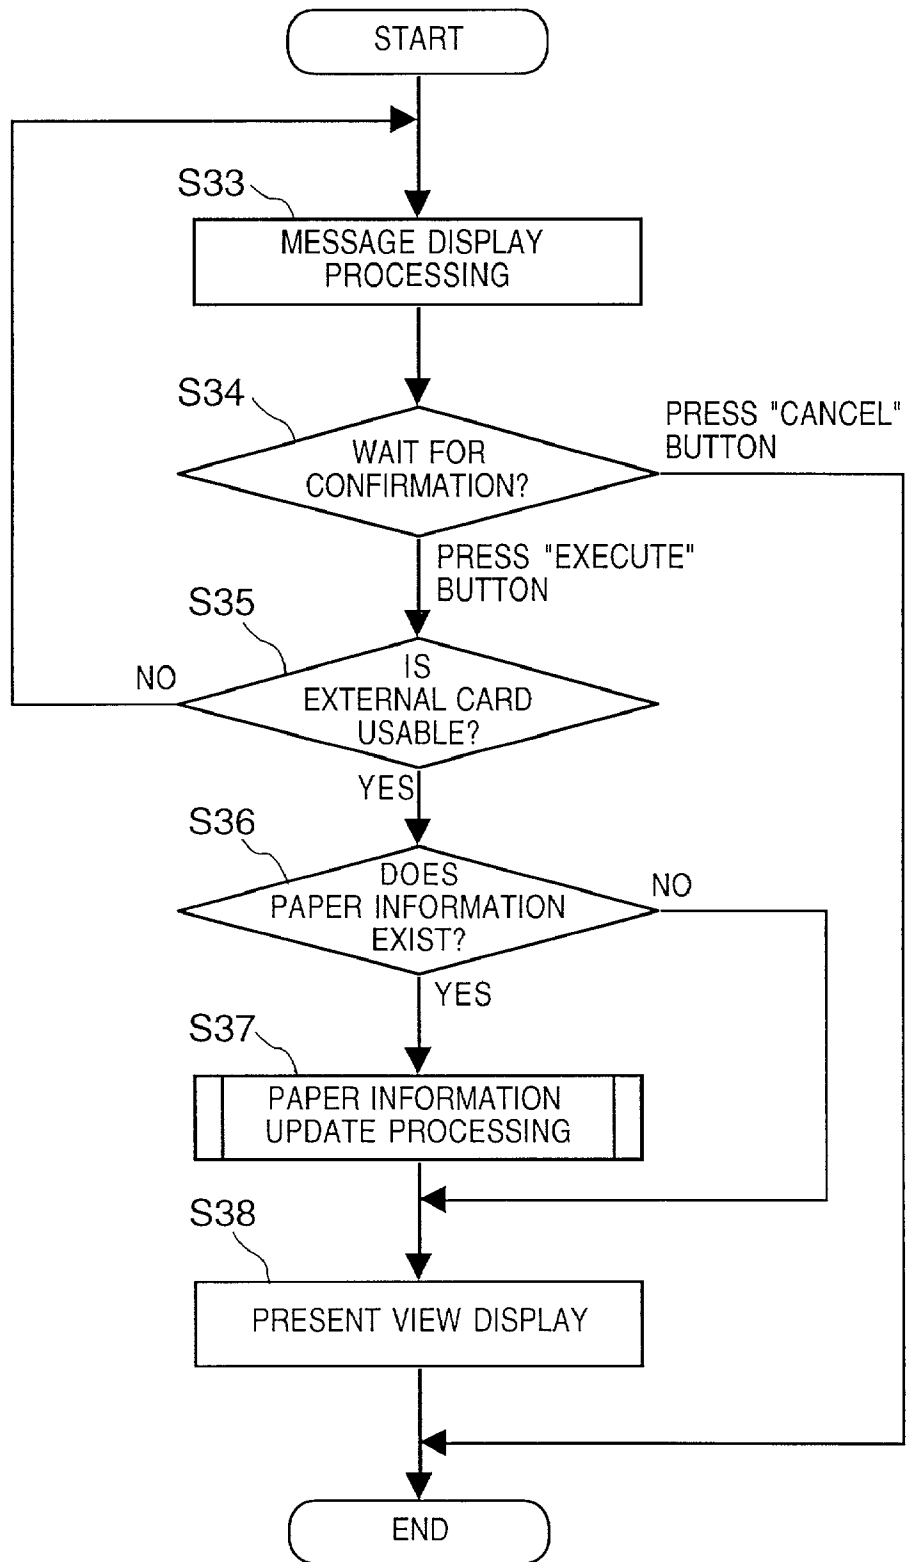 START
S33
MESSAGE DISPLAY
PROCESSING
S34
WAIT FOR
CONFIRMATION?
PRESS "CANCEL"
BUTTON
PRESS "EXECUTE"
BUTTON
S35
NO
IS
EXTERNAL CARD
USABLE?
YES
S36
DOES
PAPER INFORMATION
EXIST?
NO
YES
S37
PAPER INFORMATION
UPDATE PROCESSING
S38
PRESENT VIEW DISPLAY
END